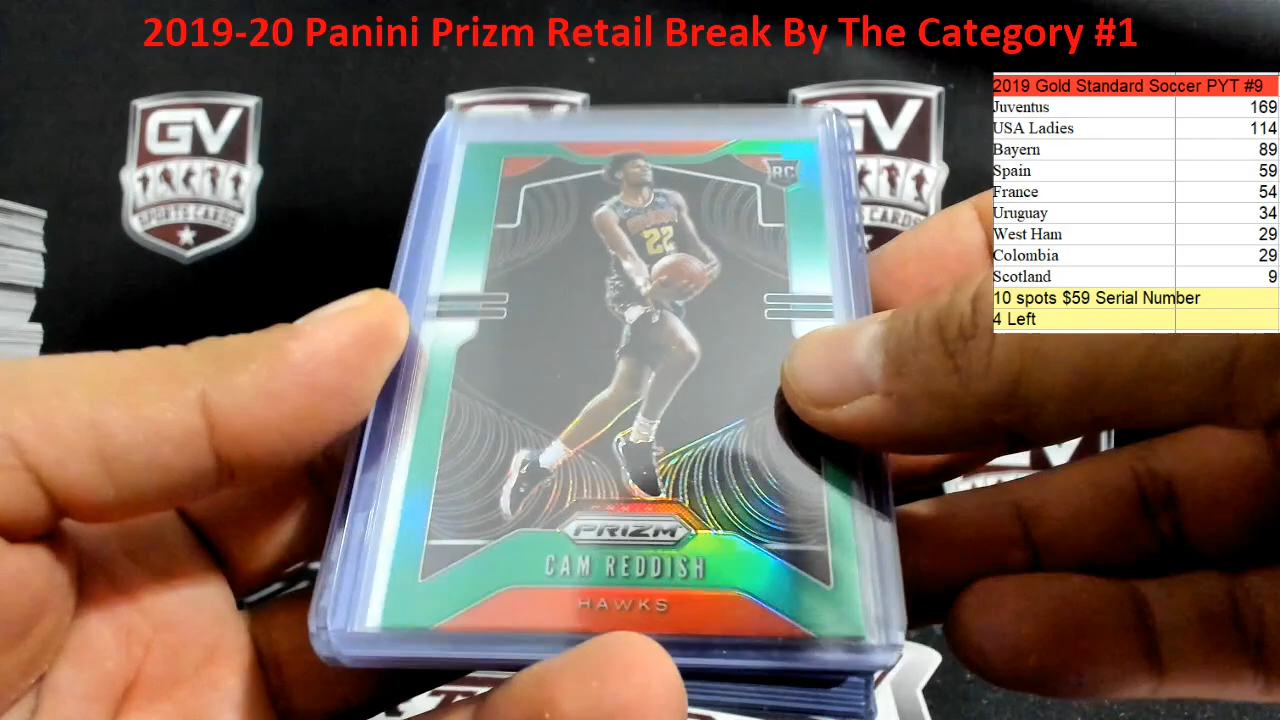 2019-20 Panini Prizm Retail Break By The Category #1
2019 Gold Standard Soccer PYT #9
Juventus 169
USA Ladies 114
Bayern 89
Spain 59
France 54
Uruguay 34
West Ham 29
Colombia 29
Scotland 9
10 spots $59 Serial Number
4 Left
GV
SPORTS CARDS
GV
RC
22
PRIZM
CAM REDDISH
HAWKS